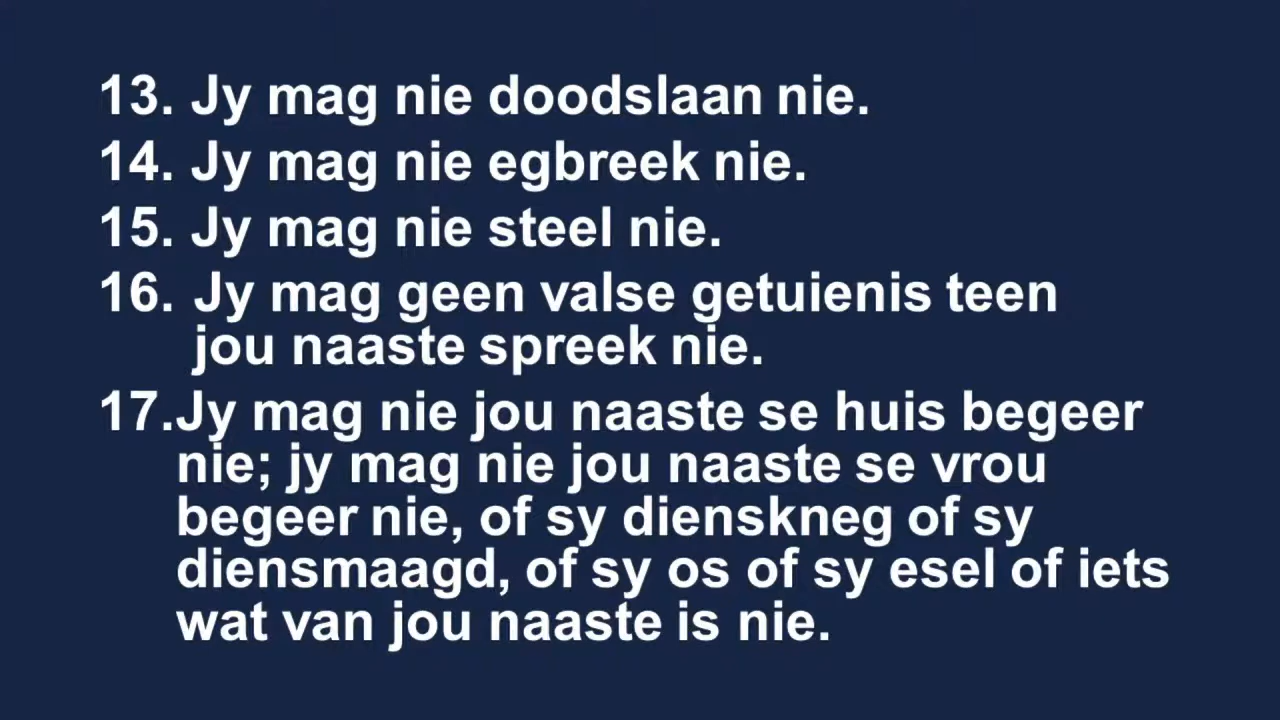 13. Jy mag nie doodslaan nie.
14. Jy mag nie egbreek nie.
15. Jy mag nie steel nie.
16. Jy mag geen valse getuienis teen
jou naaste spreek nie.
17.Jy mag nie jou naaste se huis begeer
nie; jy mag nie jou naaste se vrou
begeer nie, of sy dienskneg of sy
diensmaagd, of sy os of sy esel of iets
wat van jou naaste is nie.